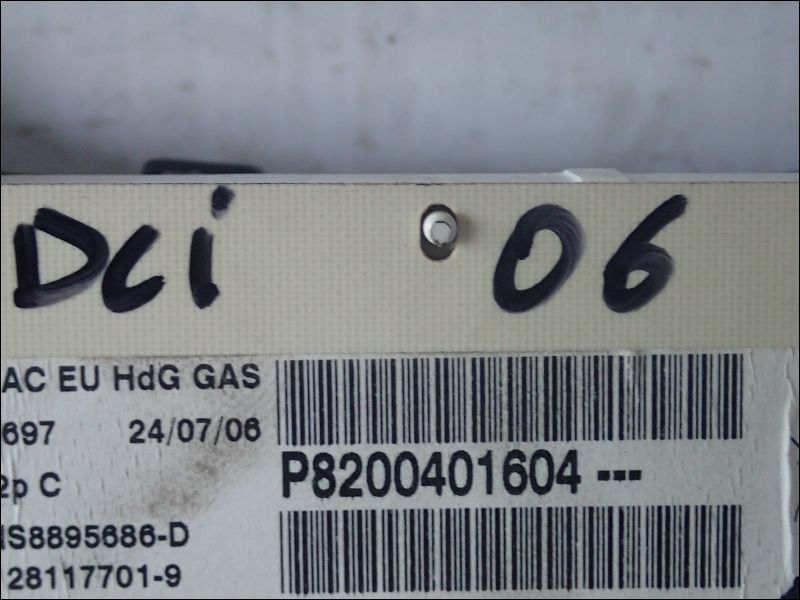 DCi 06
AC EU HdG GAS
697 24/07/06
2p C
P8200401604 ---
S8895686-D
28117701-9